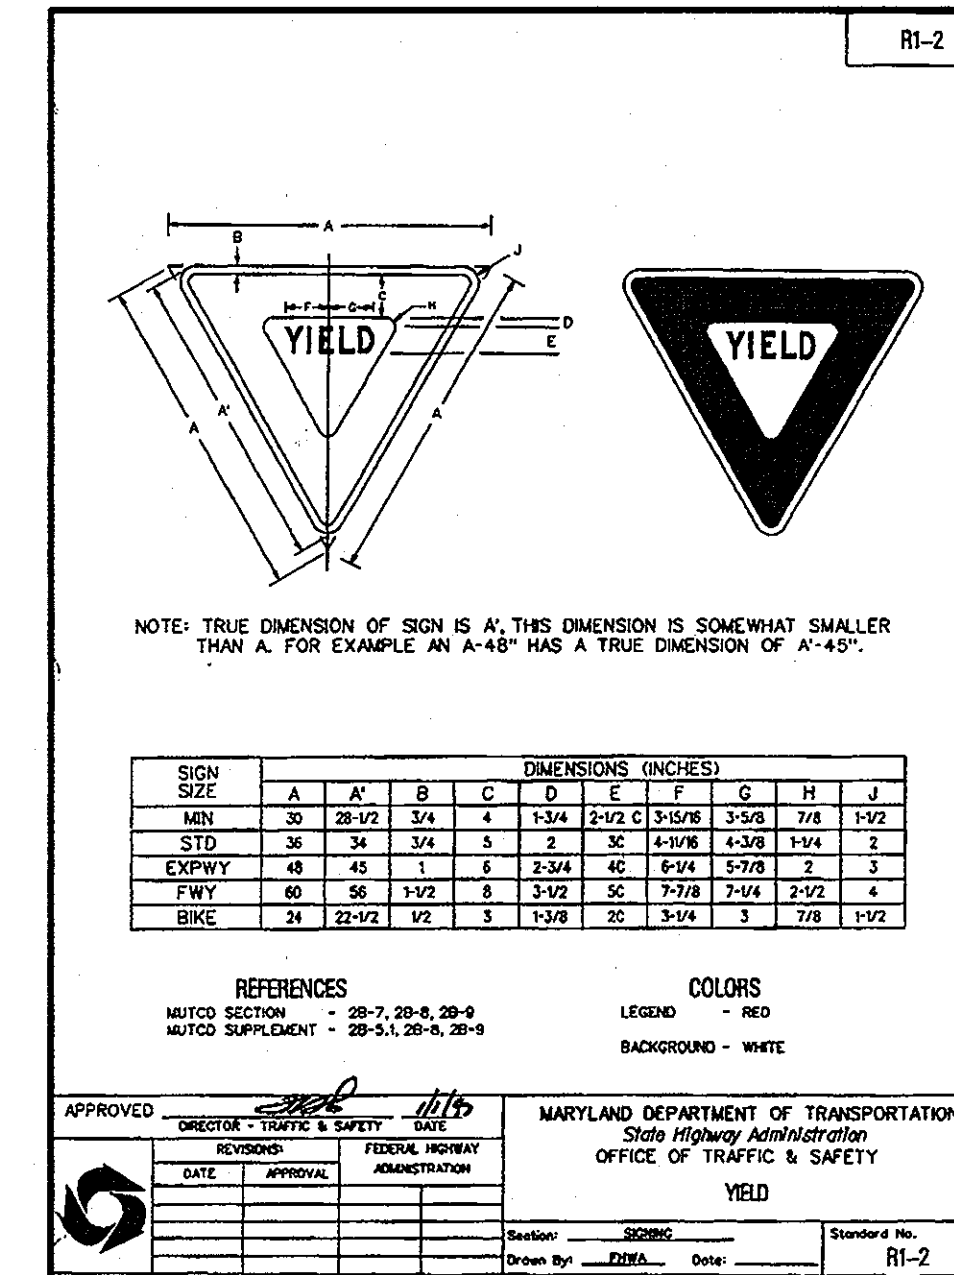 R1-2
A
B
J
F
G
C
H
D
E
YIELD
YIELD
A'
A
A
NOTE: TRUE DIMENSION OF SIGN IS A', THIS DIMENSION IS SOMEWHAT SMALLER
THAN A. FOR EXAMPLE AN A-48" HAS A TRUE DIMENSION OF A'-45".
SIGN SIZE DIMENSIONS (INCHES)
A A' B C D E F G H J
MIN 30 28-1/2 3/4 4 1-3/4 2-1/2 C 3-15/16 3-5/8 7/8 1-1/2
STD 36 34 3/4 5 2 3C 4-11/16 4-3/8 1-1/4 2
EXPWY 48 45 1 6 2-3/4 4C 6-1/4 5-7/8 2 3
FWY 60 56 1-1/2 8 3-1/2 5C 7-7/8 7-1/4 2-1/2 4
BIKE 24 22-1/2 1/2 3 1-3/8 2C 3-1/4 3 7/8 1-1/2
REFERENCES
MUTCD SECTION - 2B-7, 2B-8, 2B-9
MUTCD SUPPLEMENT - 2B-5.1, 2B-8, 2B-9
COLORS
LEGEND - RED
BACKGROUND - WHITE
APPROVED
DIRECTOR - TRAFFIC & SAFETY DATE
REVISIONS:
DATE APPROVAL
FEDERAL HIGHWAY
ADMINISTRATION
MARYLAND DEPARTMENT OF TRANSPORTATION
State Highway Administration
OFFICE OF TRAFFIC & SAFETY
YIELD
Section: SIGNING
Drawn By: FHWA Date:
Standard No.
R1-2